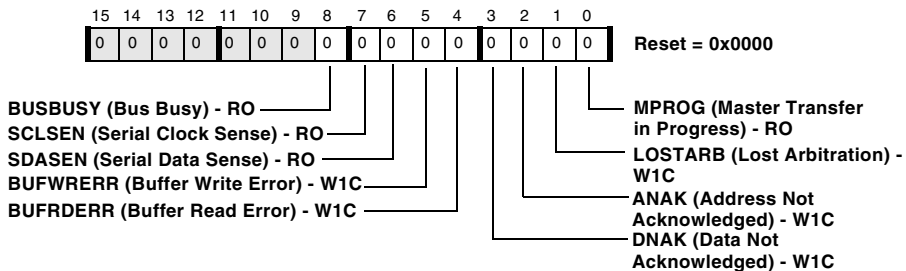 15 14 13 12 11 10 9 8 7 6 5 4 3 2 1 0
0 0 0 0 0 0 0 0 0 0 0 0 0 0 0 0
Reset = 0x0000
BUSBUSY (Bus Busy) - RO
SCLSEN (Serial Clock Sense) - RO
SDASEN (Serial Data Sense) - RO
BUFWRERR (Buffer Write Error) - W1C
BUFRDERR (Buffer Read Error) - W1C
MPROG (Master Transfer
in Progress) - RO
LOSTARB (Lost Arbitration) -
W1C
ANAK (Address Not
Acknowledged) - W1C
DNAK (Data Not
Acknowledged) - W1C